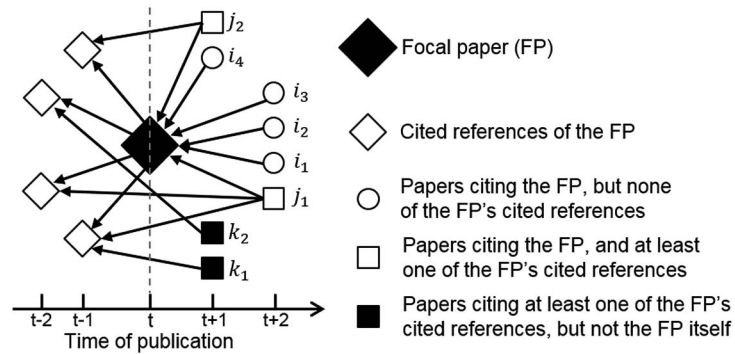 j₂
i₄
i₃
i₂
i₁
j₁
k₂
k₁
t-2 t-1 t t+1 t+2
Time of publication
Focal paper (FP)
Cited references of the FP
Papers citing the FP, but none
of the FP's cited references
Papers citing the FP, and at least
one of the FP's cited references
Papers citing at least one of the FP's
cited references, but not the FP itself